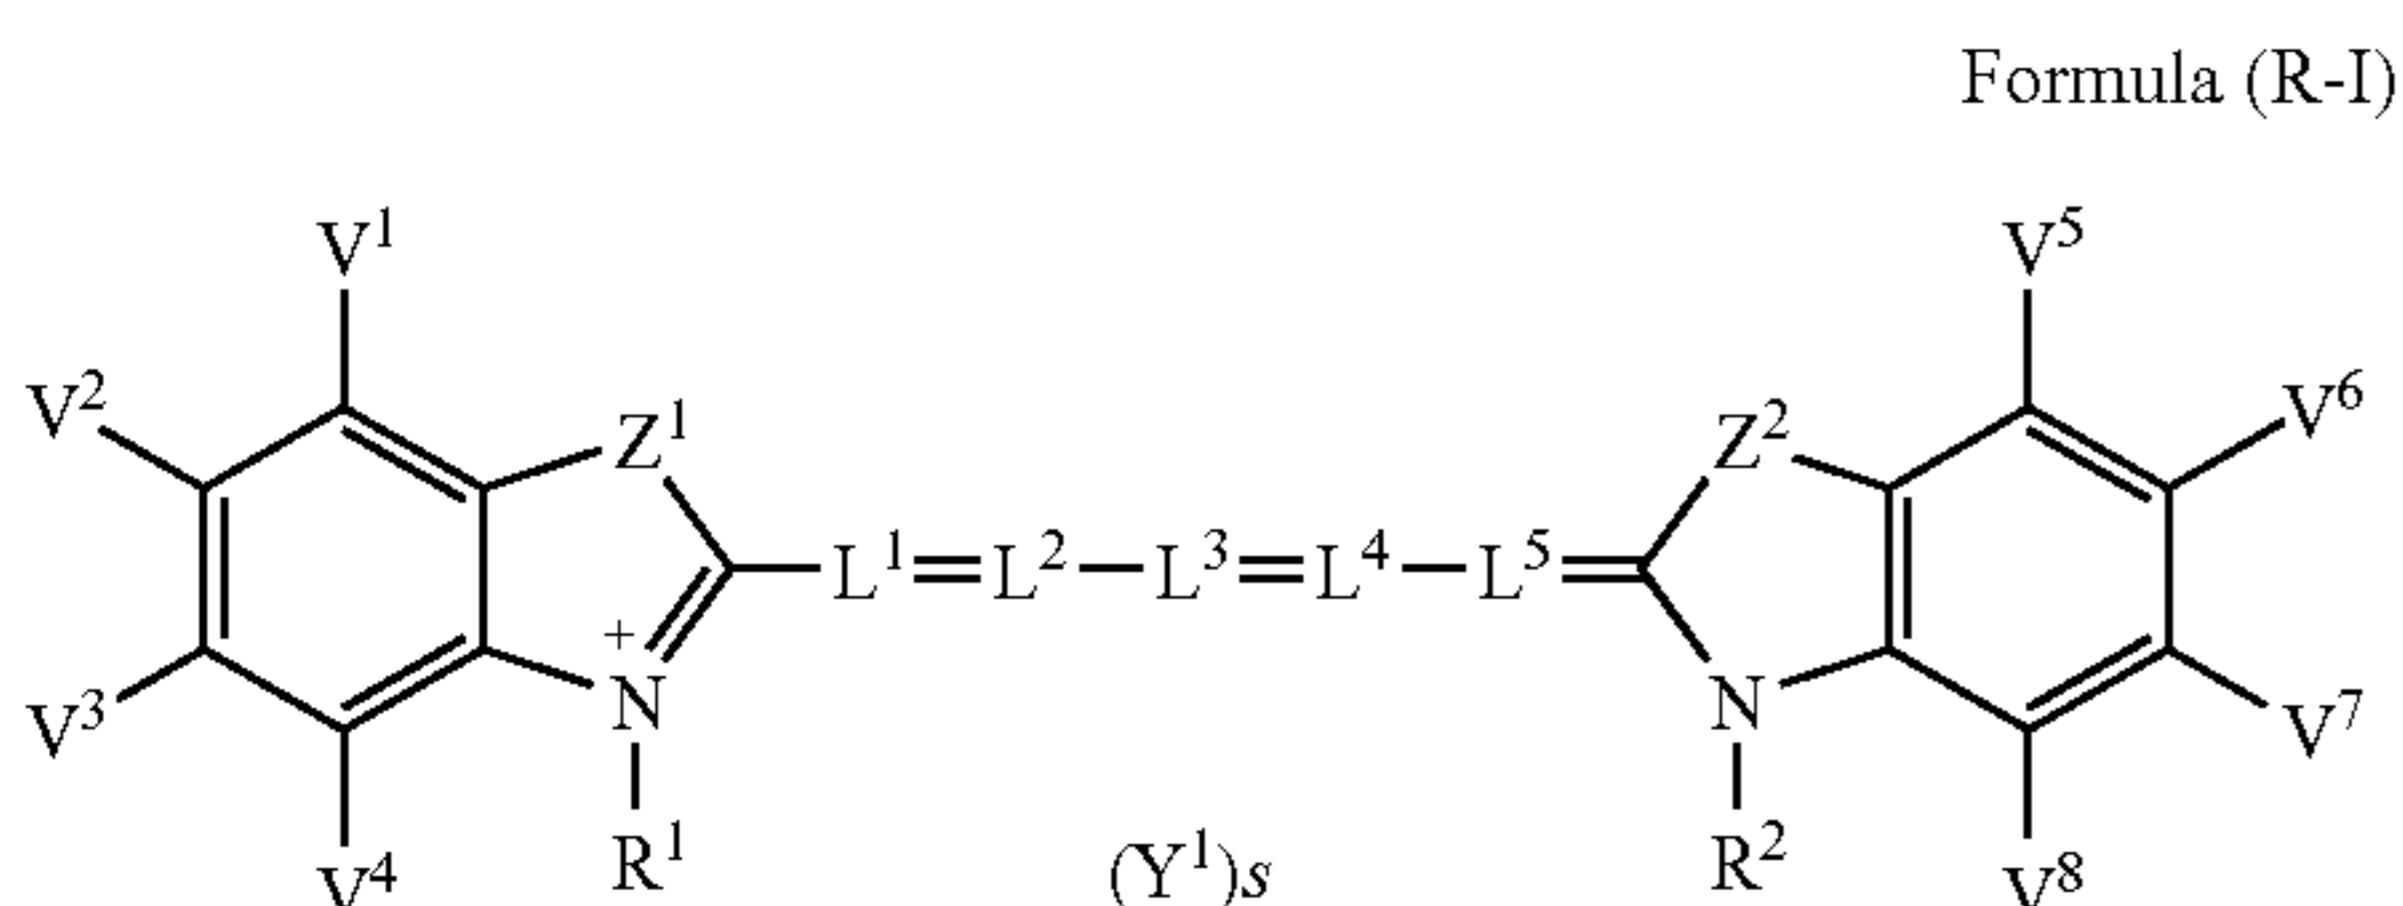 Formula (R-I)
V¹ V⁵
V² Z¹ Z² V⁶
L¹=L²—L³=L⁴—L⁵
+
V³ N N V⁷
V⁴ R¹ (Y¹)s R² V⁸